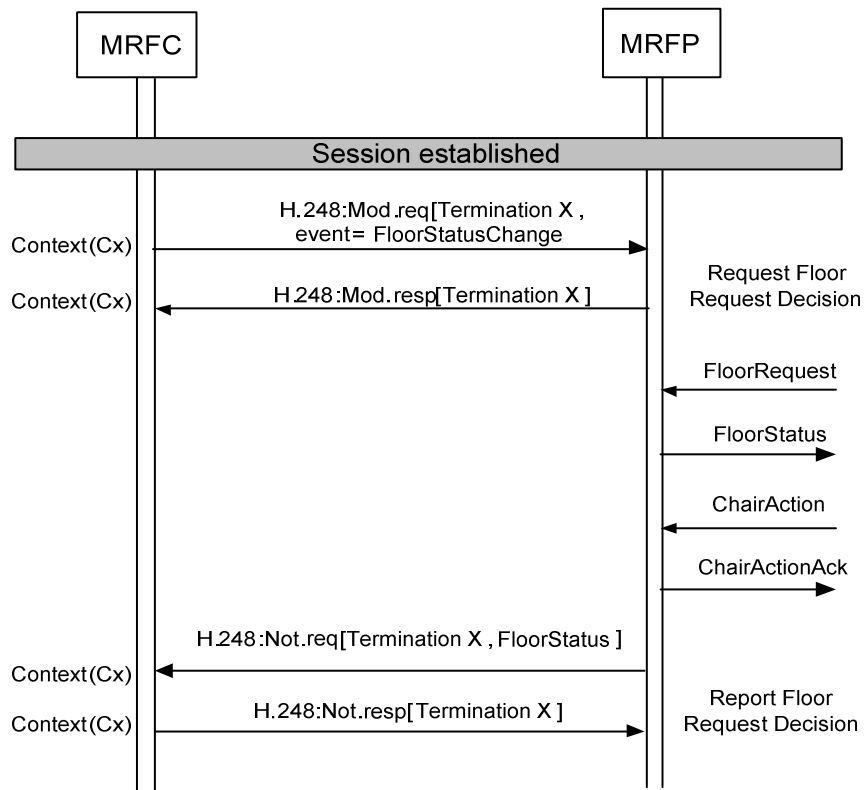 MRFC
MRFP
Session established
H.248:Mod.req[Termination X ,
event= FloorStatusChange
Context(Cx)
Request Floor
Request Decision
H.248:Mod.resp[Termination X ]
Context(Cx)
FloorRequest
FloorStatus
ChairAction
ChairActionAck
H.248:Not.req[Termination X , FloorStatus ]
Context(Cx)
H.248:Not.resp[Termination X ]
Context(Cx)
Report Floor
Request Decision